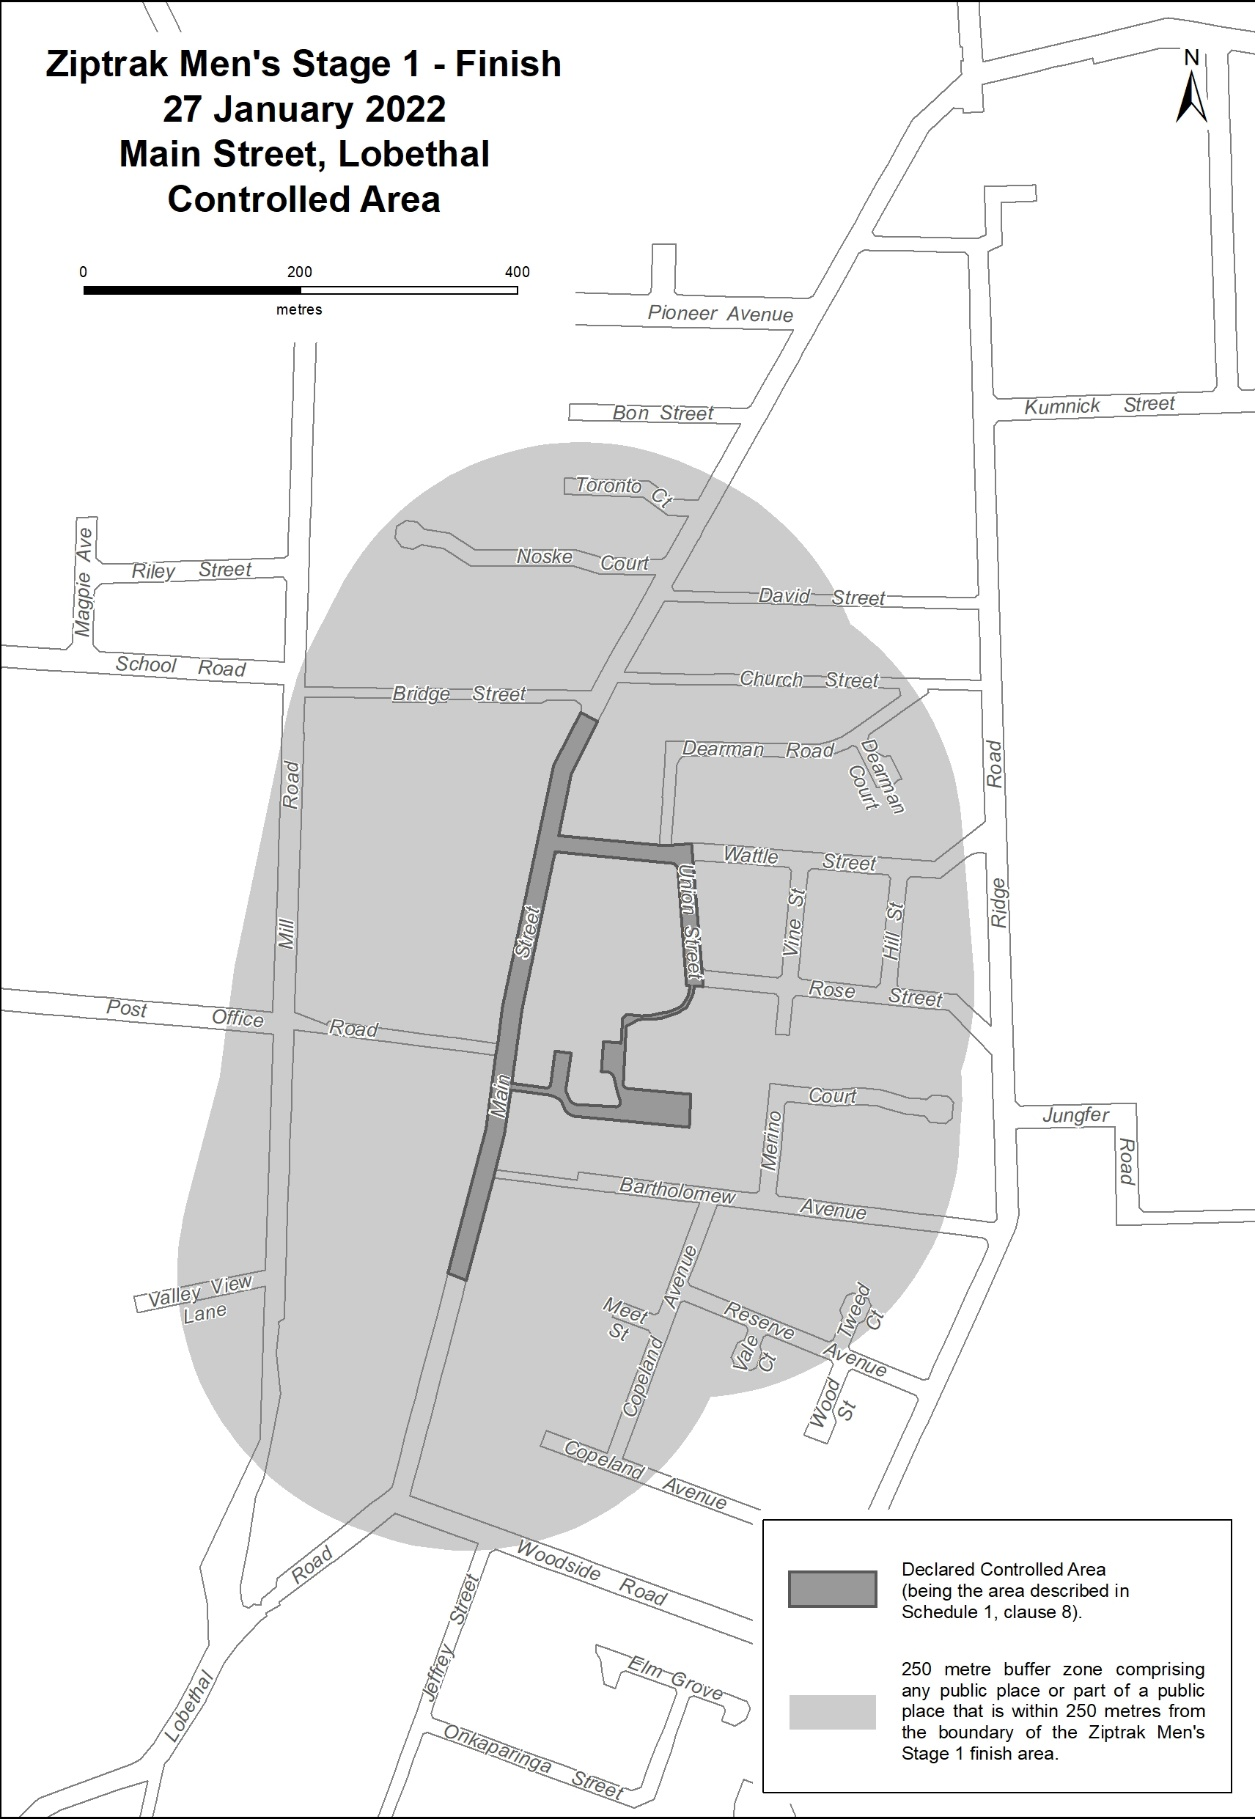 Ziptrak Men's Stage 1 - Finish
27 January 2022
Main Street, Lobethal
Controlled Area
N
0 200 400
metres
Pioneer Avenue
Bon Street
Kumnick Street
Toronto Ct
Noske Court
Magpie Ave
Riley Street
David Street
School Road
Church Street
Bridge Street
Dearman Road
Dearman
Court
Road
Ridge
Road
Mill
Wattle Street
Union Street
Street
Main
Vine St
Hill St
Rose Street
Post Office Road
Court
Merino
Jungfer
Road
Bartholomew Avenue
Valley View
Lane
Avenue
Copeland
Meet
St
Reserve Avenue
Vale
Ct
Tweed
Ct
Wood
St
Copeland Avenue
Woodside Road
Road
Lobethal
Jeffrey Street
Elm Grove
Onkaparinga Street
Declared Controlled Area
(being the area described in
Schedule 1, clause 8).
250 metre buffer zone comprising
any public place or part of a public
place that is within 250 metres from
the boundary of the Ziptrak Men's
Stage 1 finish area.